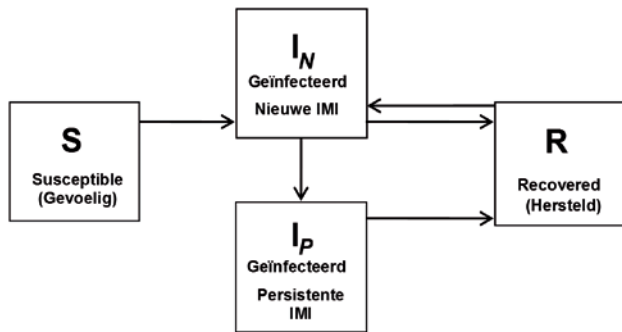 S
Susceptible
(Gevoelig)
I_N
Geïnfecteerd
Nieuwe IMI
I_P
Geïnfecteerd
Persistente
IMI
R
Recovered
(Hersteld)